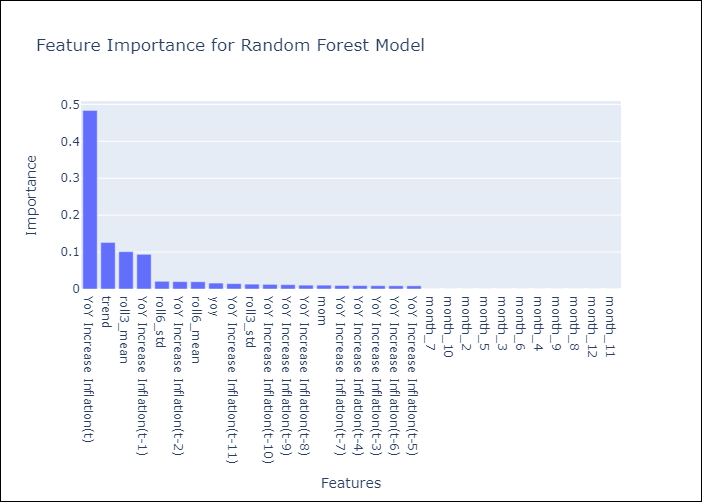 Feature Importance for Random Forest Model
0.5
0.4
0.3
0.2
0.1
0
Importance
YoY Increase Inflation(t)
trend
roll3_mean
YoY Increase Inflation(t-1)
roll6_std
YoY Increase Inflation(t-2)
roll6_mean
yoy
YoY Increase Inflation(t-11)
roll3_std
YoY Increase Inflation(t-10)
YoY Increase Inflation(t-9)
YoY Increase Inflation(t-8)
mom
YoY Increase Inflation(t-7)
YoY Increase Inflation(t-4)
YoY Increase Inflation(t-3)
YoY Increase Inflation(t-6)
YoY Increase Inflation(t-5)
month_7
month_10
month_2
month_5
month_3
month_6
month_4
month_9
month_8
month_12
month_11
Features